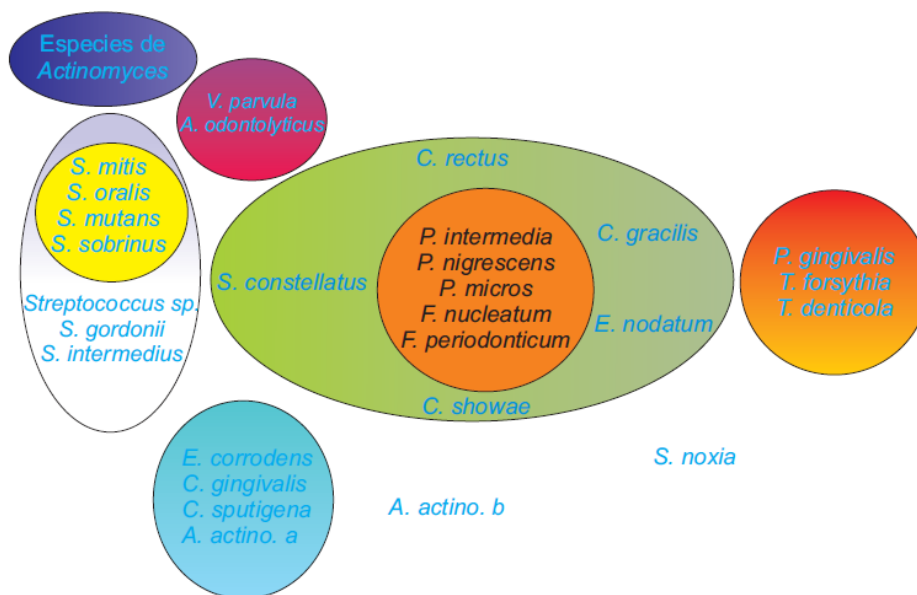 Especies de
Actinomyces
V. parvula
A. odontolyticus
S. mitis
S. oralis
S. mutans
S. sobrinus
Streptococcus sp.
S. gordonii
S. intermedius
C. rectus
S. constellatus
P. intermedia
P. nigrescens
P. micros
F. nucleatum
F. periodonticum
C. gracilis
E. nodatum
C. showae
P. gingivalis
T. forsythia
T. denticola
E. corrodens
C. gingivalis
C. sputigena
A. actino. a
A. actino. b
S. noxia